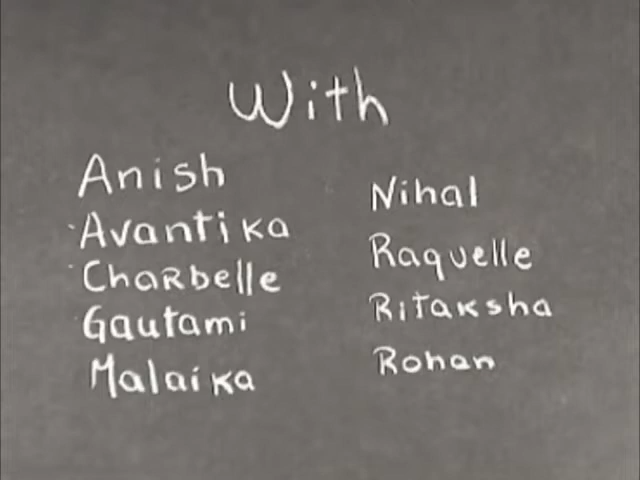 With
Anish
Avantika
Charbelle
Gautami
Malaika
Nihal
Raquelle
Ritaksha
Rohan